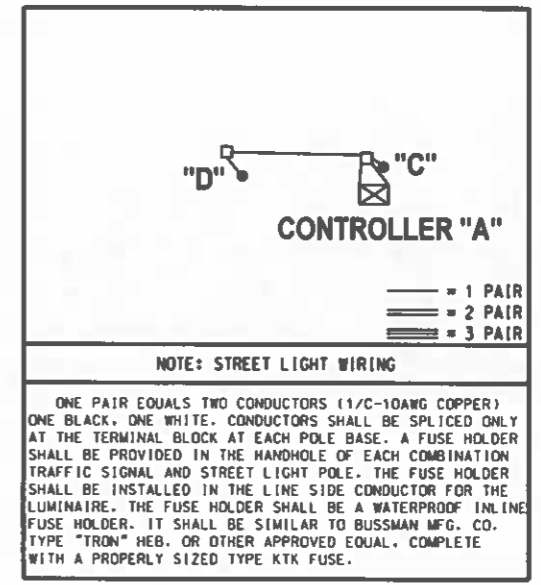 "D" "C"
CONTROLLER "A"
= 1 PAIR
= 2 PAIR
= 3 PAIR
NOTE: STREET LIGHT WIRING
ONE PAIR EQUALS TWO CONDUCTORS (1/C-10AWG COPPER)
ONE BLACK, ONE WHITE. CONDUCTORS SHALL BE SPLICED ONLY
AT THE TERMINAL BLOCK AT EACH POLE BASE. A FUSE HOLDER
SHALL BE PROVIDED IN THE HANDHOLE OF EACH COMBINATION
TRAFFIC SIGNAL AND STREET LIGHT POLE. THE FUSE HOLDER
SHALL BE INSTALLED IN THE LINE SIDE CONDUCTOR FOR THE
LUMINAIRE. THE FUSE HOLDER SHALL BE A WATERPROOF INLINE
FUSE HOLDER. IT SHALL BE SIMILAR TO BUSSMAN MFG. CO.
TYPE "TRON" HEB. OR OTHER APPROVED EQUAL, COMPLETE
WITH A PROPERLY SIZED TYPE KTK FUSE.